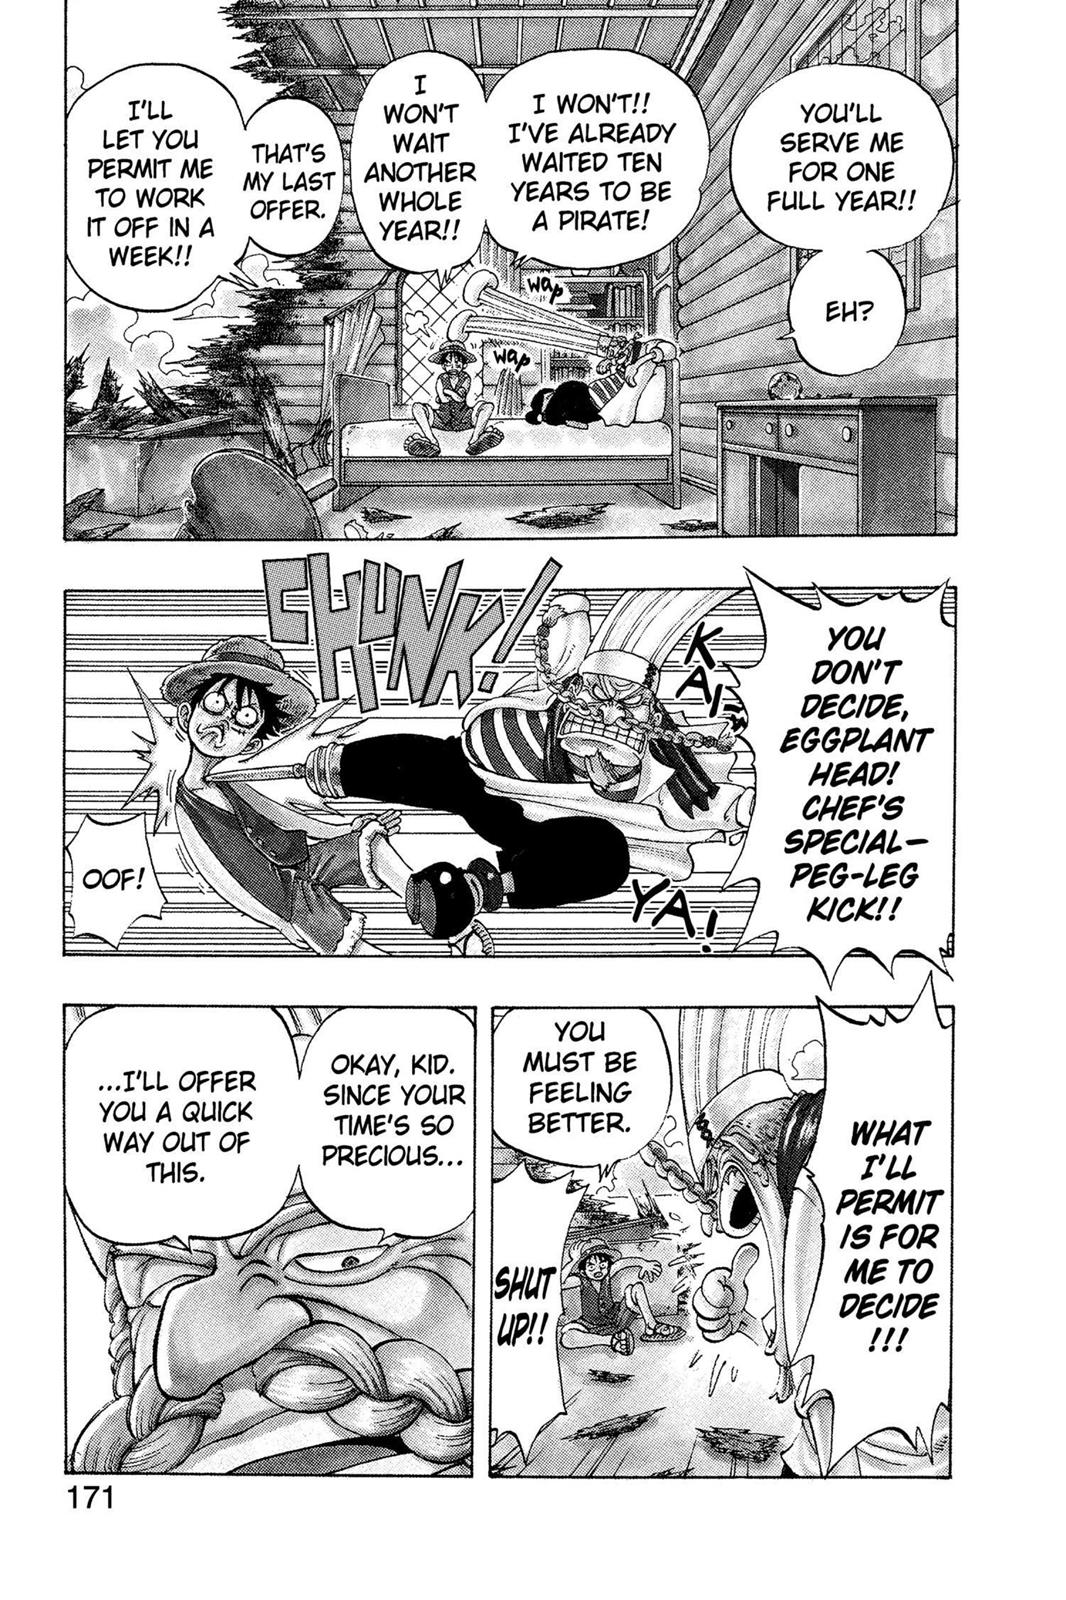 YOU'LL
SERVE ME
FOR ONE
FULL YEAR!!
EH?
I WON'T!!
I'VE ALREADY
WAITED TEN
YEARS TO BE
A PIRATE!
I
WON'T
WAIT
ANOTHER
WHOLE
YEAR!!
THAT'S
MY LAST
OFFER.
I'LL
LET YOU
PERMIT ME
TO WORK
IT OFF IN A
WEEK!!
WAP
WAP
YOU
DON'T
DECIDE,
EGGPLANT
HEAD!
CHEF'S
SPECIAL—
PEG-LEG
KICK!!
KAI~
YA!
CHUNK!
OOF!
WHAT
I'LL
PERMIT
IS FOR
ME TO
DECIDE
!!!
YOU
MUST BE
FEELING
BETTER.
SHUT
UP!!
OKAY, KID.
SINCE YOUR
TIME'S SO
PRECIOUS...
...I'LL OFFER
YOU A QUICK
WAY OUT OF
THIS.
171